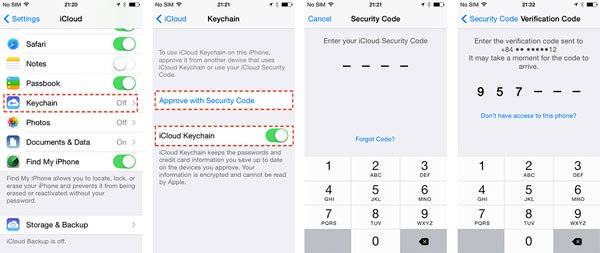 No SIM 21:20
Settings iCloud
Safari
Notes
Passbook
Keychain Off
Photos Off
Documents & Data On
Find My iPhone
Find My iPhone allows you to locate, lock, or
erase your iPhone and prevents it from being
erased or reactivated without your
password.
Storage & Backup
iCloud Backup is off.
No SIM 21:21
iCloud Keychain
To use iCloud Keychain on this iPhone,
approve it from another device that uses
iCloud Keychain or use your iCloud Security
Code.
Approve with Security Code
iCloud Keychain
iCloud Keychain keeps the passwords and
credit card information you save up to date
on the devices you approve. Your
information is encrypted and cannot be read
by Apple.
No SIM 21:21
Cancel Security Code
Enter your iCloud Security Code
– – – –
Forgot Code?
1 2 3
ABC DEF
4 5 6
GHI JKL MNO
7 8 9
PQRS TUV WXYZ
0
No SIM 21:22
Security Code Verification Code
Enter the verification code sent to
+84 •• •••••12
It may take a moment for the code to
arrive.
9 5 7 – – –
Don't have access to this phone?
1 2 3
ABC DEF
4 5 6
GHI JKL MNO
7 8 9
PQRS TUV WXYZ
0